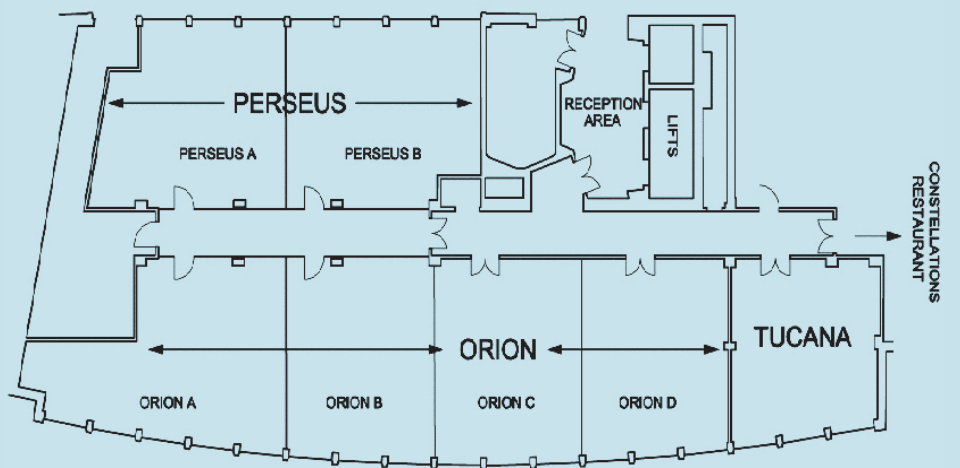 PERSEUS
PERSEUS A
PERSEUS B
RECEPTION
AREA
LIFTS
CONSTELLATIONS
RESTAURANT
ORION
TUCANA
ORION A
ORION B
ORION C
ORION D